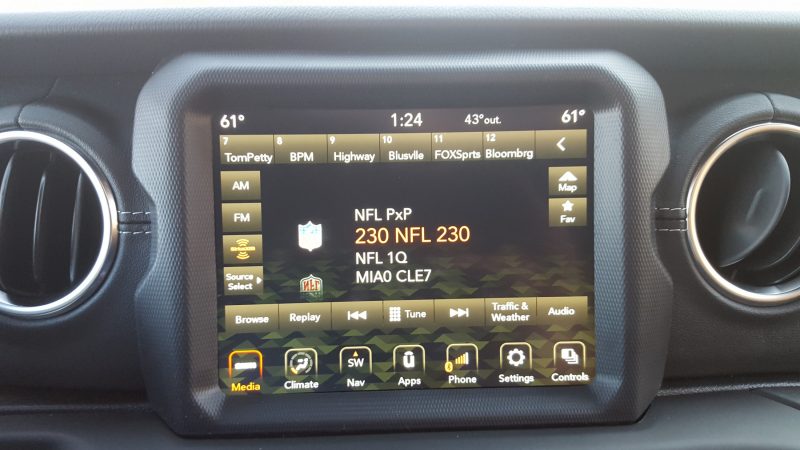 61° 1:24 43°out. 61°
7 TomPetty 8 BPM 9 Highway 10 Blusvlle 11 FOXSprts 12 Bloombrg
AM
Map
FM
Fav
NFL PxP
230 NFL 230
SiriusXM
NFL 1Q
Source
Select
MIA0 CLE7
Browse Replay Tune Traffic & Weather Audio
SW
Media Climate Nav Apps Phone Settings Controls